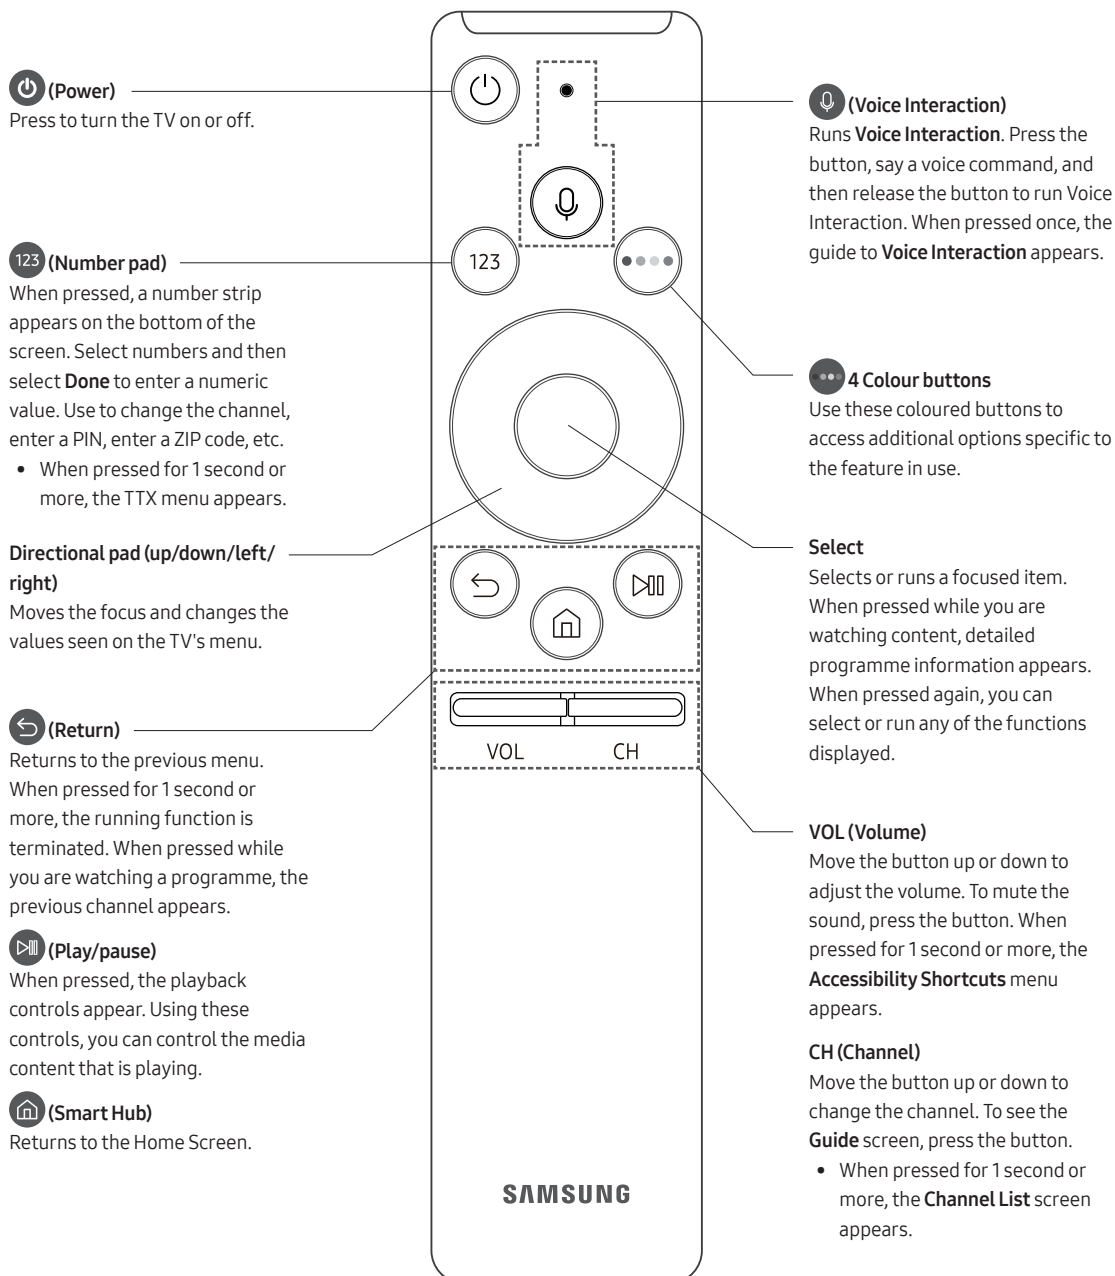 (Power)
Press to turn the TV on or off.
123 (Number pad)
When pressed, a number strip
appears on the bottom of the
screen. Select numbers and then
select Done to enter a numeric
value. Use to change the channel,
enter a PIN, enter a ZIP code, etc.
• When pressed for 1 second or
more, the TTX menu appears.
Directional pad (up/down/left/
right)
Moves the focus and changes the
values seen on the TV's menu.
(Return)
Returns to the previous menu.
When pressed for 1 second or
more, the running function is
terminated. When pressed while
you are watching a programme, the
previous channel appears.
(Play/pause)
When pressed, the playback
controls appear. Using these
controls, you can control the media
content that is playing.
(Smart Hub)
Returns to the Home Screen.
123
VOL CH
SAMSUNG
(Voice Interaction)
Runs Voice Interaction. Press the
button, say a voice command, and
then release the button to run Voice
Interaction. When pressed once, the
guide to Voice Interaction appears.
4 Colour buttons
Use these coloured buttons to
access additional options specific to
the feature in use.
Select
Selects or runs a focused item.
When pressed while you are
watching content, detailed
programme information appears.
When pressed again, you can
select or run any of the functions
displayed.
VOL (Volume)
Move the button up or down to
adjust the volume. To mute the
sound, press the button. When
pressed for 1 second or more, the
Accessibility Shortcuts menu
appears.
CH (Channel)
Move the button up or down to
change the channel. To see the
Guide screen, press the button.
• When pressed for 1 second or
more, the Channel List screen
appears.